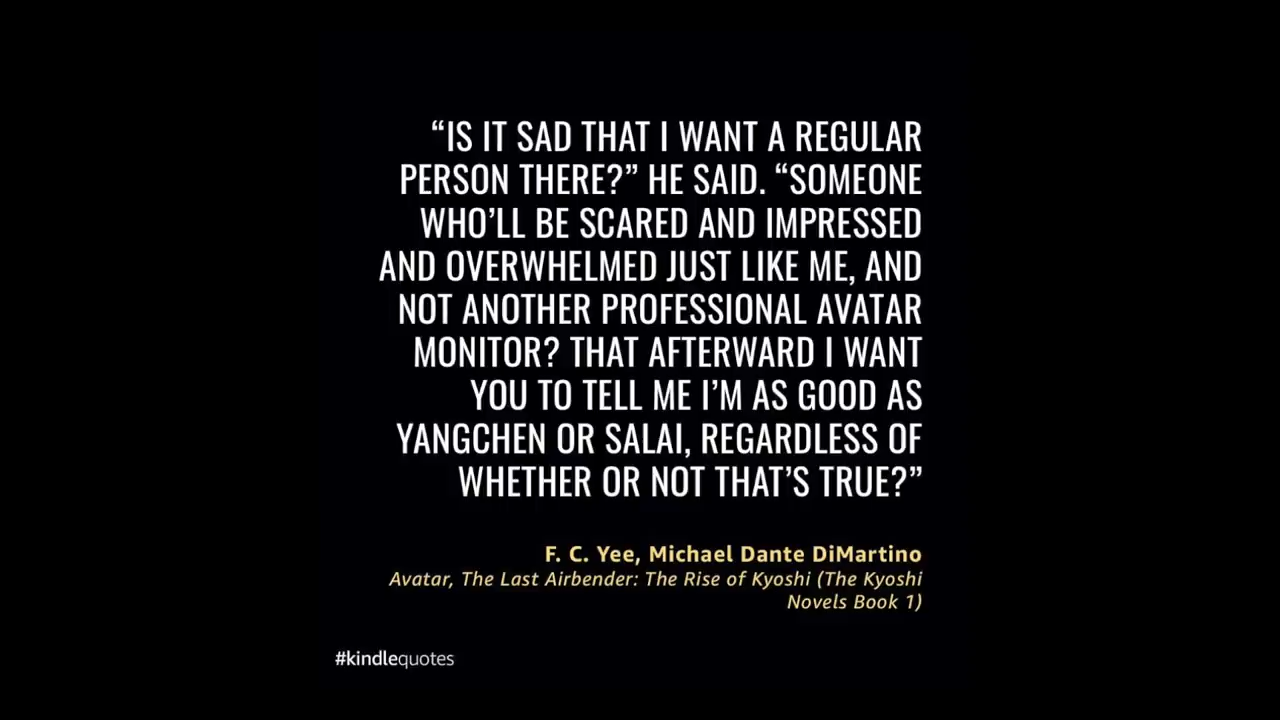 “IS IT SAD THAT I WANT A REGULAR
PERSON THERE?” HE SAID. “SOMEONE
WHO’LL BE SCARED AND IMPRESSED
AND OVERWHELMED JUST LIKE ME, AND
NOT ANOTHER PROFESSIONAL AVATAR
MONITOR? THAT AFTERWARD I WANT
YOU TO TELL ME I’M AS GOOD AS
YANGCHEN OR SALAI, REGARDLESS OF
WHETHER OR NOT THAT’S TRUE?”
F. C. Yee, Michael Dante DiMartino
Avatar, The Last Airbender: The Rise of Kyoshi (The Kyoshi
Novels Book 1)
#kindlequotes